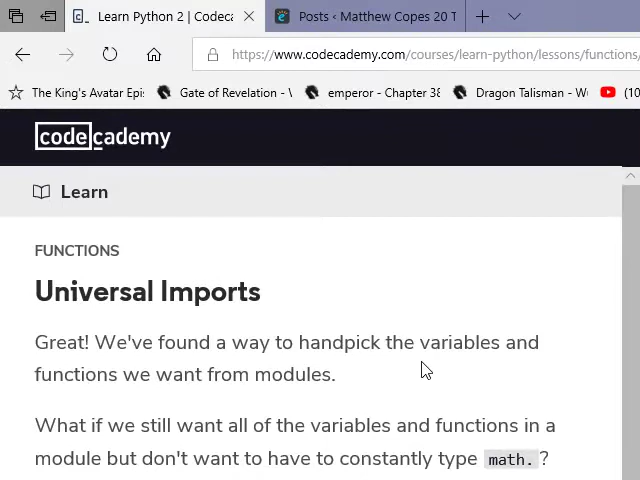 Learn Python 2 | Codeca
Posts ‹ Matthew Copes 20 T
https://www.codecademy.com/courses/learn-python/lessons/functions/
The King's Avatar Epi
Gate of Revelation - \
emperor - Chapter 38
Dragon Talisman - W
(10
codecademy
Learn
FUNCTIONS
Universal Imports
Great! We've found a way to handpick the variables and
functions we want from modules.
What if we still want all of the variables and functions in a
module but don't want to have to constantly type math. ?